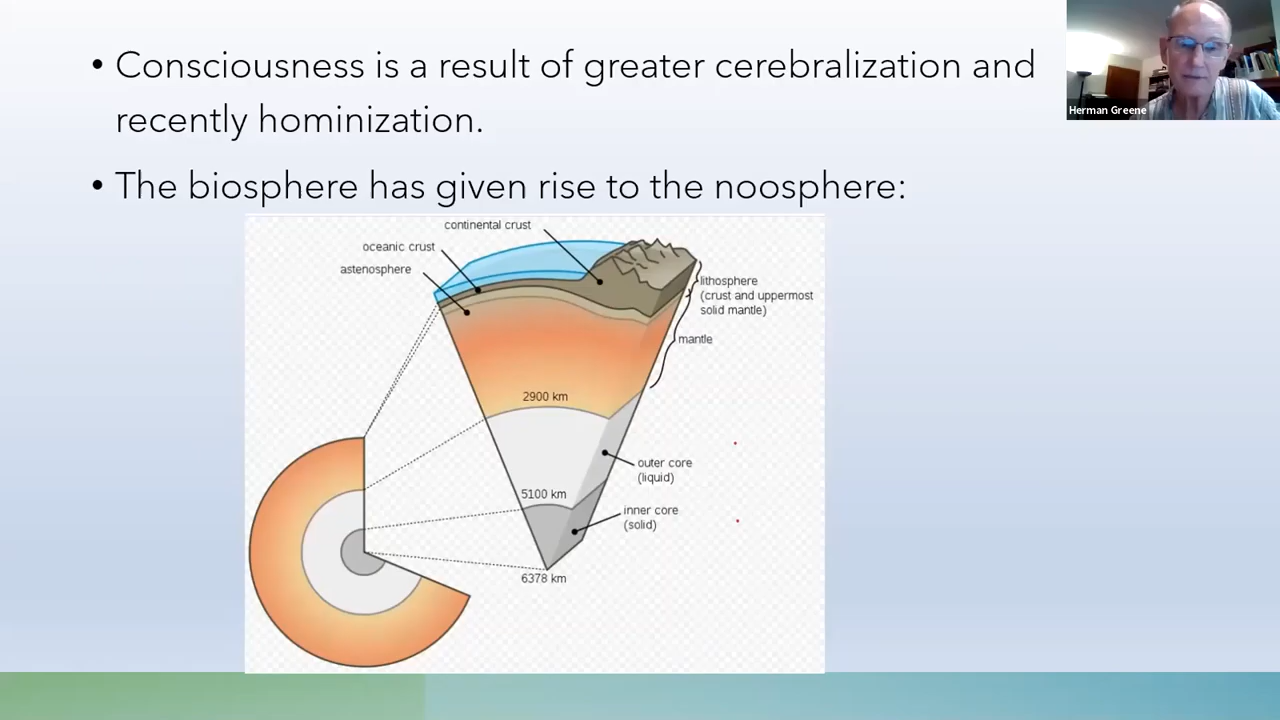 • Consciousness is a result of greater cerebralization and
recently hominization.
Herman Greene
• The biosphere has given rise to the noosphere:
continental crust
oceanic crust
astenosphere
lithosphere
(crust and uppermost
solid mantle)
mantle
2900 km
outer core
(liquid)
5100 km
inner core
(solid)
6378 km